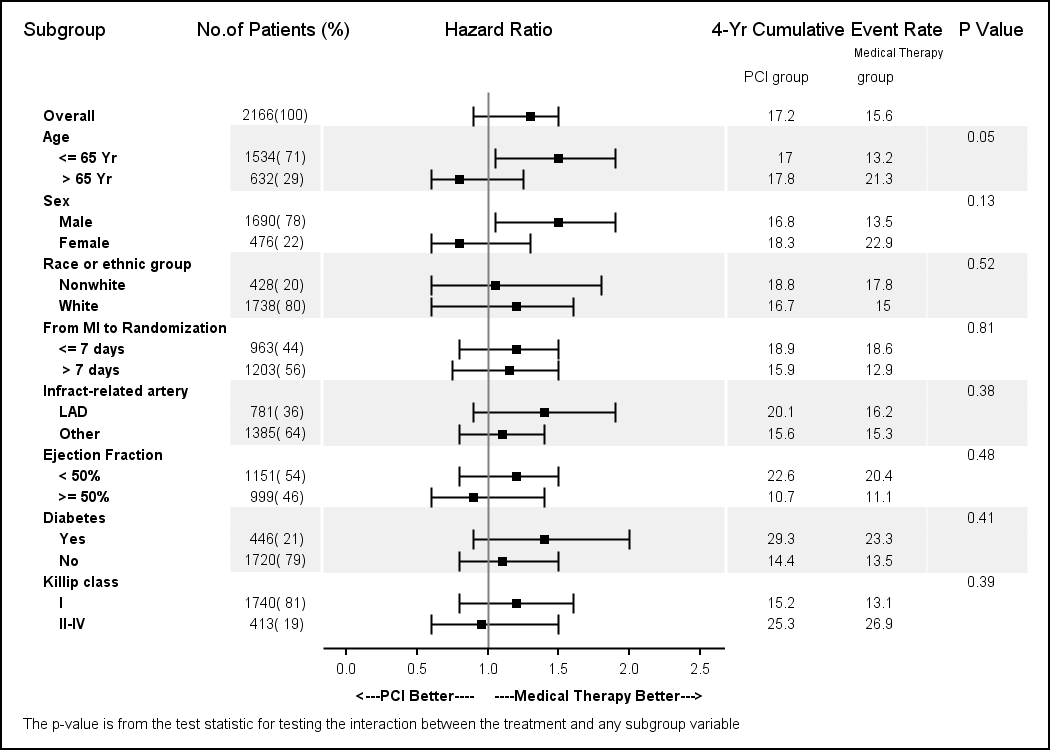 Subgroup No.of Patients (%) Hazard Ratio 4-Yr Cumulative Event Rate P Value
Medical Therapy
PCI group group
Overall 2166(100) 17.2 15.6
Age 0.05
<= 65 Yr 1534( 71) 17 13.2
> 65 Yr 632( 29) 17.8 21.3
Sex 0.13
Male 1690( 78) 16.8 13.5
Female 476( 22) 18.3 22.9
Race or ethnic group 0.52
Nonwhite 428( 20) 18.8 17.8
White 1738( 80) 16.7 15
From MI to Randomization 0.81
<= 7 days 963( 44) 18.9 18.6
> 7 days 1203( 56) 15.9 12.9
Infract-related artery 0.38
LAD 781( 36) 20.1 16.2
Other 1385( 64) 15.6 15.3
Ejection Fraction 0.48
< 50% 1151( 54) 22.6 20.4
>= 50% 999( 46) 10.7 11.1
Diabetes 0.41
Yes 446( 21) 29.3 23.3
No 1720( 79) 14.4 13.5
Killip class 0.39
I 1740( 81) 15.2 13.1
II-IV 413( 19) 25.3 26.9
0.0 0.5 1.0 1.5 2.0 2.5
<---PCI Better---- ----Medical Therapy Better--->
The p-value is from the test statistic for testing the interaction between the treatment and any subgroup variable